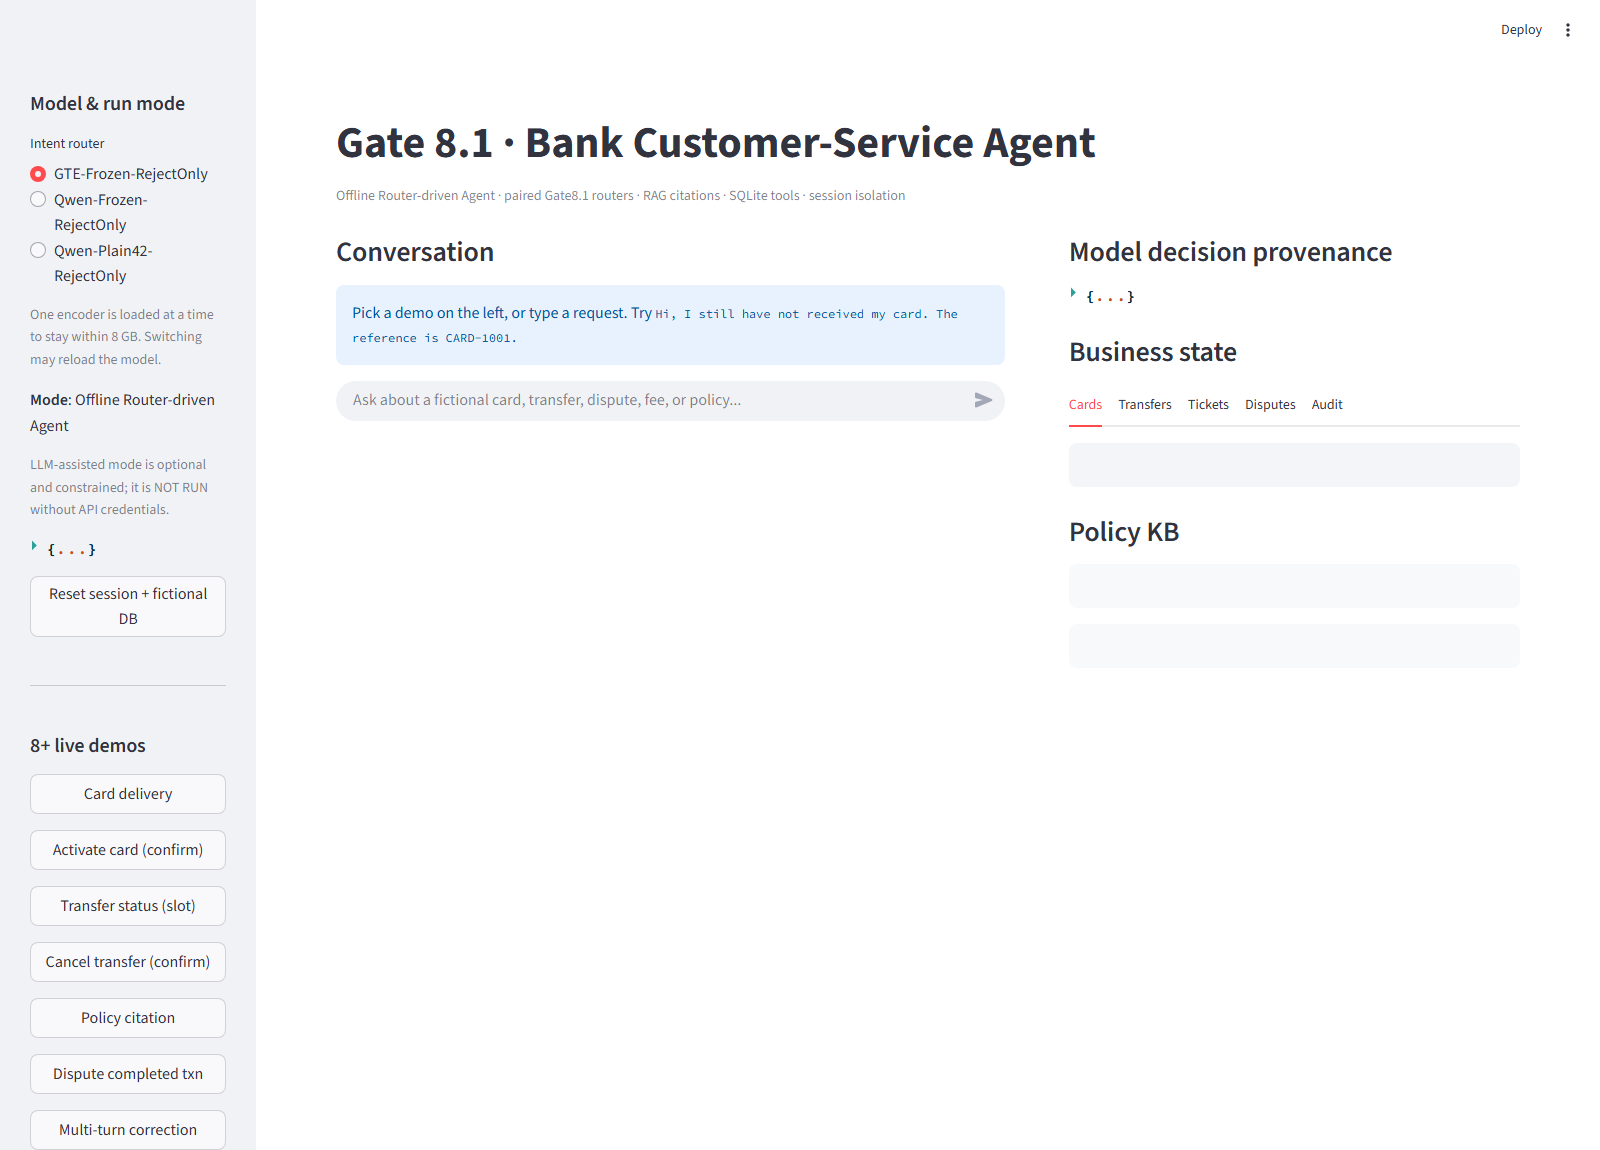 Deploy
Model & run mode
Intent router
GTE-Frozen-RejectOnly
Qwen-Frozen-
RejectOnly
Qwen-Plain42-
RejectOnly
One encoder is loaded at a time
to stay within 8 GB. Switching
may reload the model.
Mode: Offline Router-driven
Agent
LLM-assisted mode is optional
and constrained; it is NOT RUN
without API credentials.
{...}
Reset session + fictional
DB
8+ live demos
Card delivery
Activate card (confirm)
Transfer status (slot)
Cancel transfer (confirm)
Policy citation
Dispute completed txn
Multi-turn correction
Gate 8.1 · Bank Customer-Service Agent
Offline Router-driven Agent · paired Gate8.1 routers · RAG citations · SQLite tools · session isolation
Conversation
Pick a demo on the left, or type a request. Try Hi, I still have not received my card. The
reference is CARD-1001.
Ask about a fictional card, transfer, dispute, fee, or policy...
Model decision provenance
{...}
Business state
Cards Transfers Tickets Disputes Audit
Policy KB